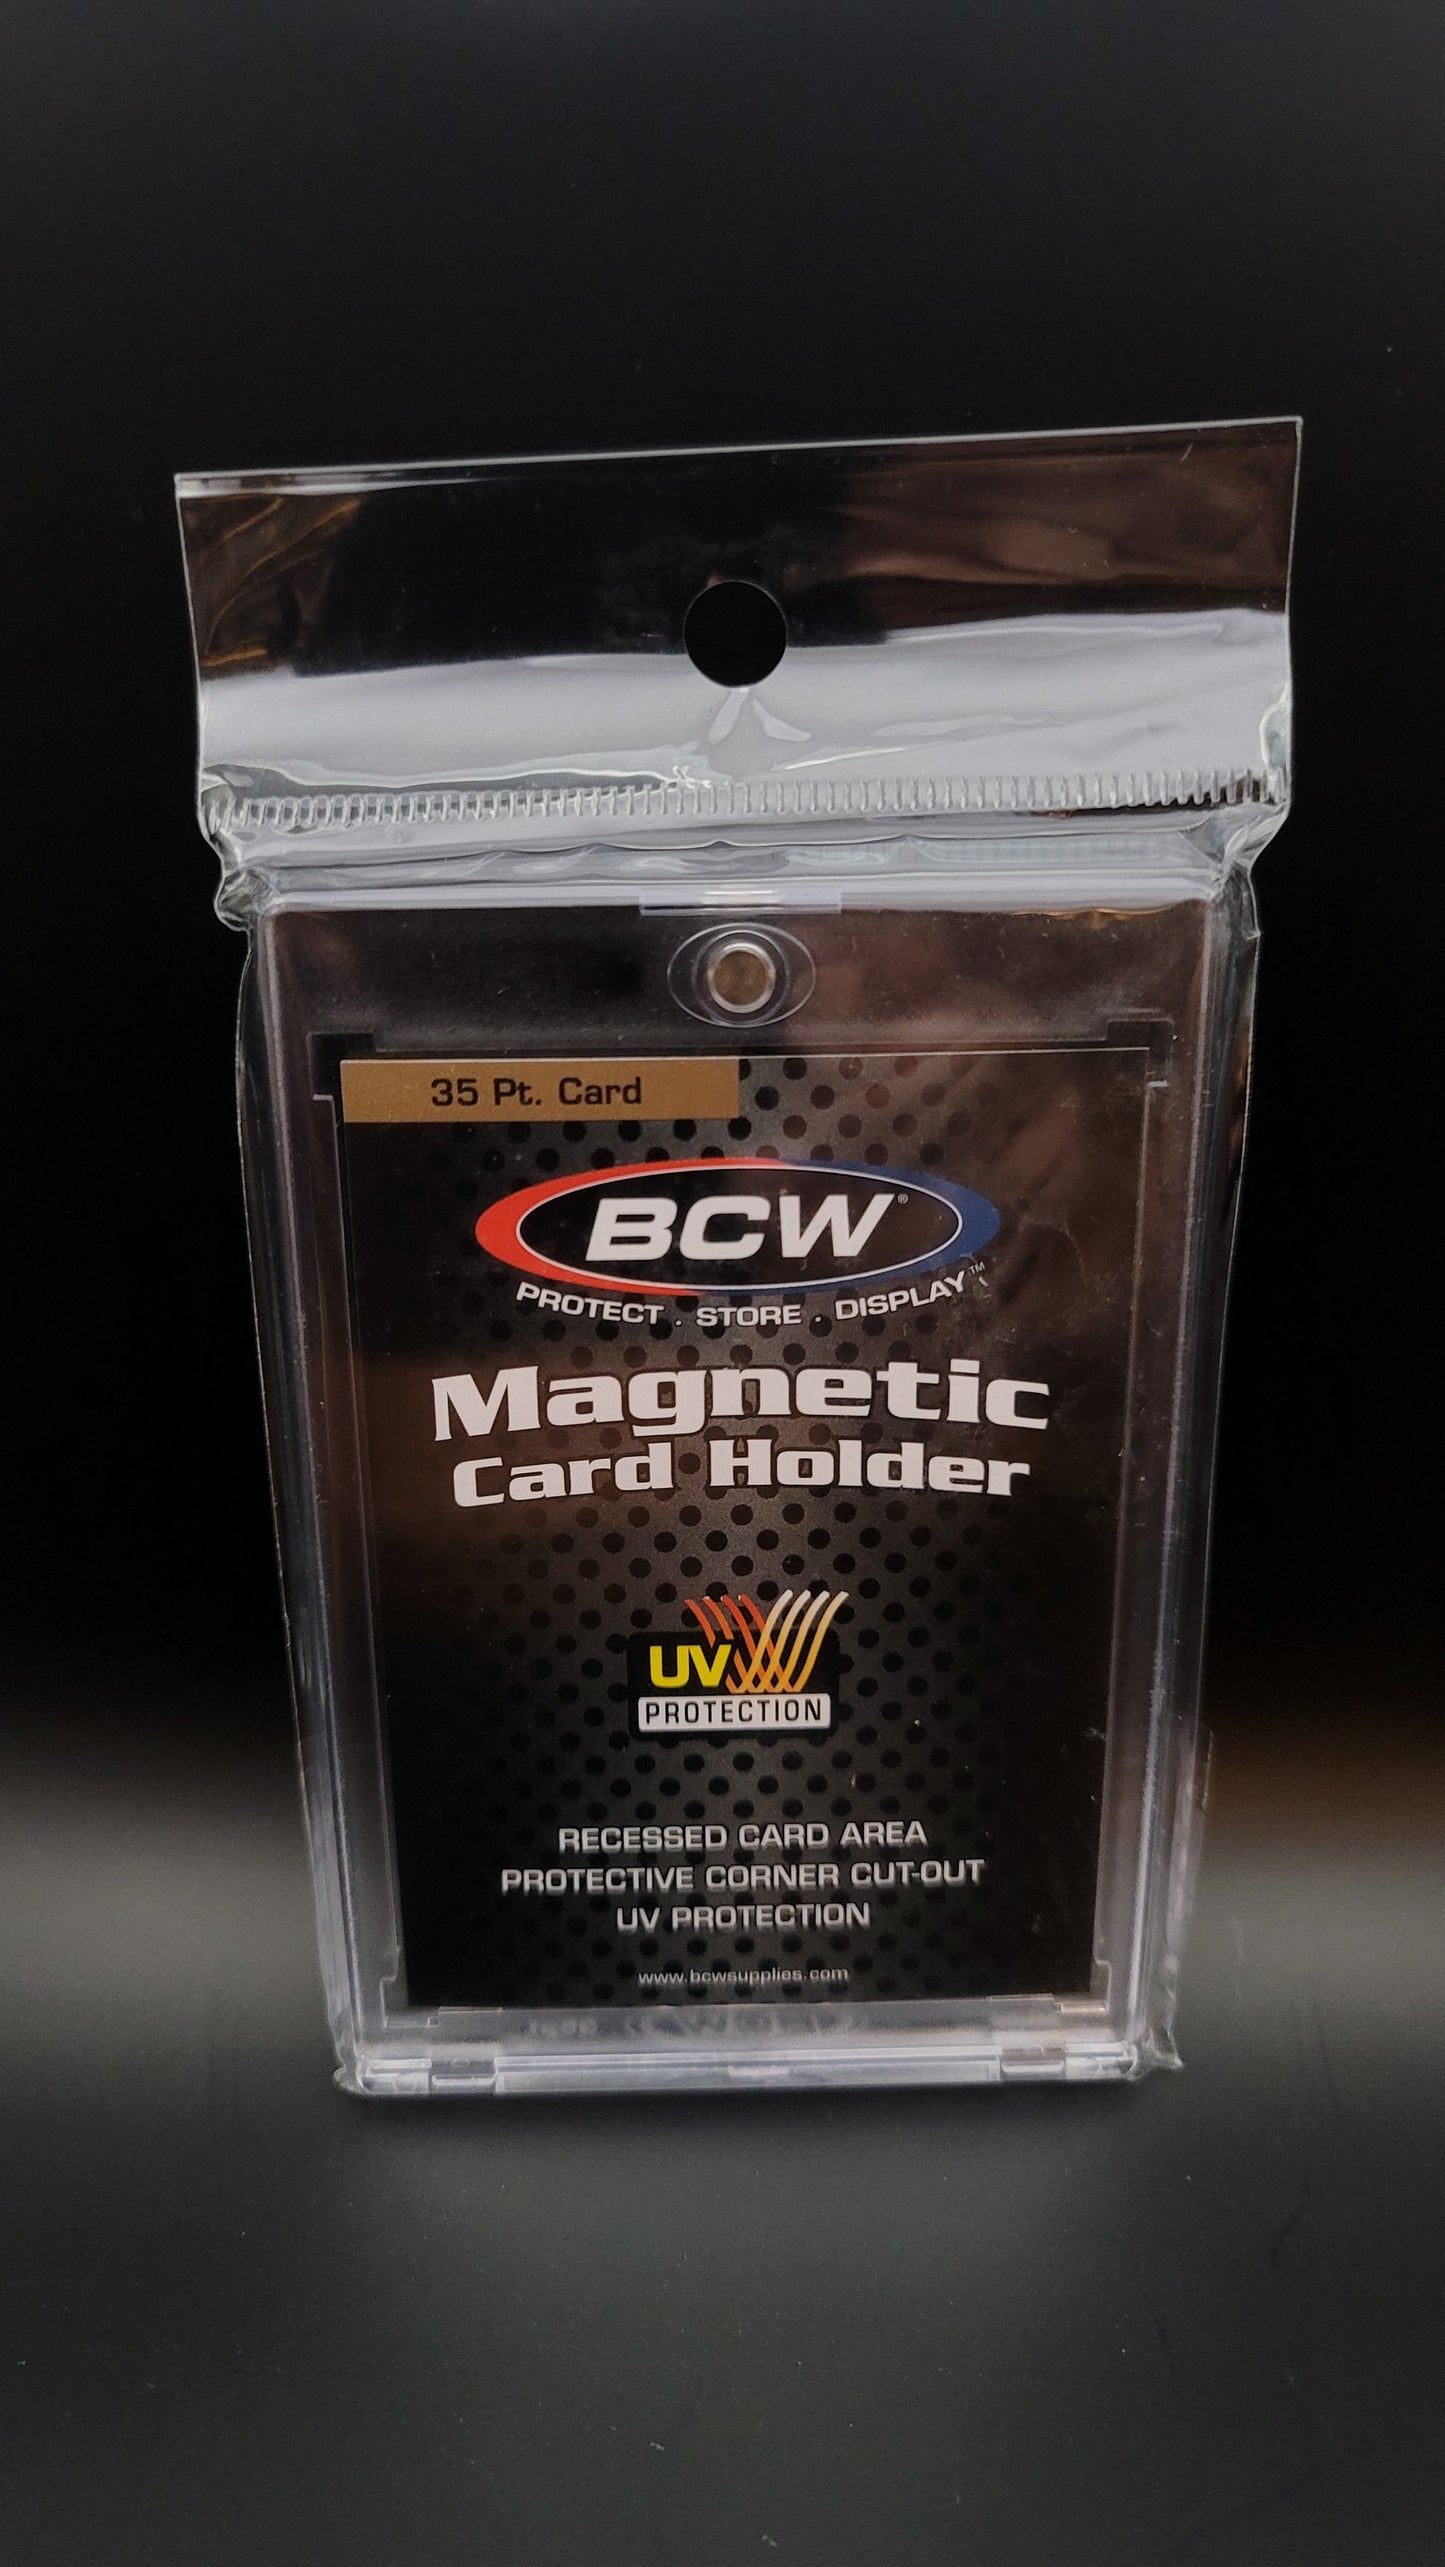 35 Pt. Card
BCW®
PROTECT . STORE . DISPLAY™
Magnetic
Card Holder
UV
PROTECTION
RECESSED CARD AREA
PROTECTIVE CORNER CUT-OUT
UV PROTECTION
www.bcwsupplies.com